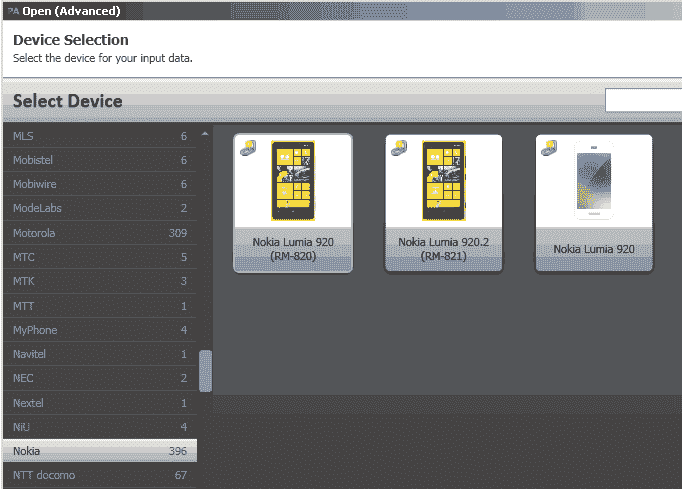 PA Open (Advanced)
Device Selection
Select the device for your input data.
Select Device
MLS 6
Mobistel 6
Mobiwire 6
ModeLabs 2
Motorola 309
MTC 5
MTK 3
MTT 1
MyPhone 4
Navitel 1
NEC 2
Nextel 1
NiU 4
Nokia 396
NTT docomo 67
Nokia Lumia 920
(RM-820)
Nokia Lumia 920.2
(RM-821)
Nokia Lumia 920